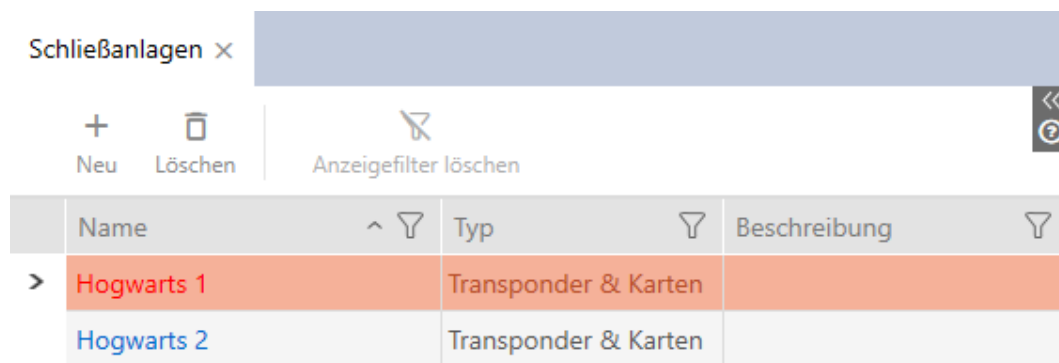 Schließanlagen
Neu Löschen Anzeigefilter löschen
Name Typ Beschreibung
Hogwarts 1 Transponder & Karten
Hogwarts 2 Transponder & Karten